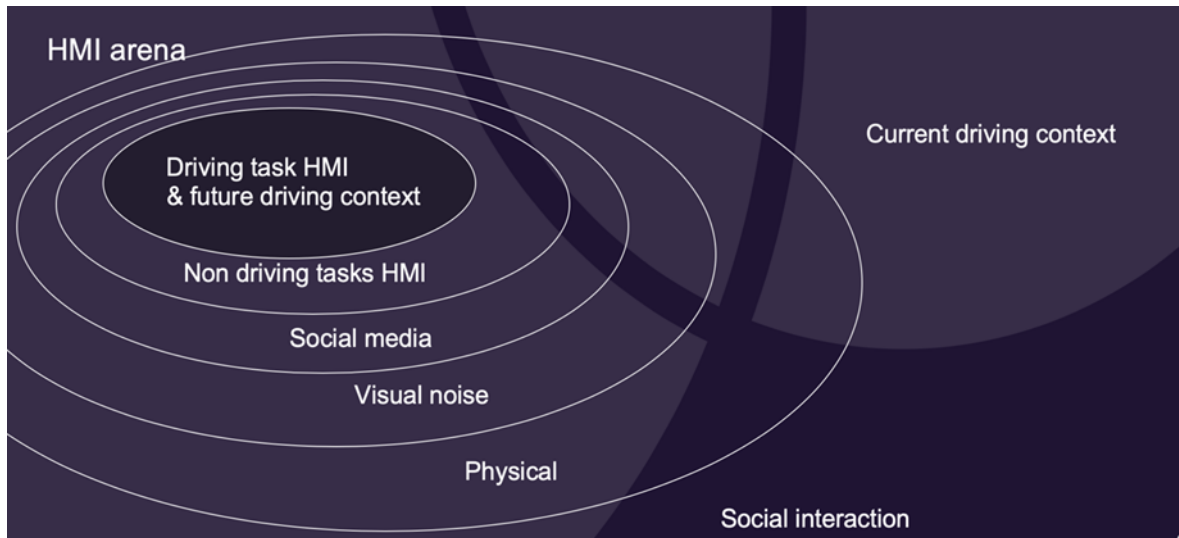 HMI arena
Current driving context
Driving task HMI
& future driving context
Non driving tasks HMI
Social media
Visual noise
Physical
Social interaction